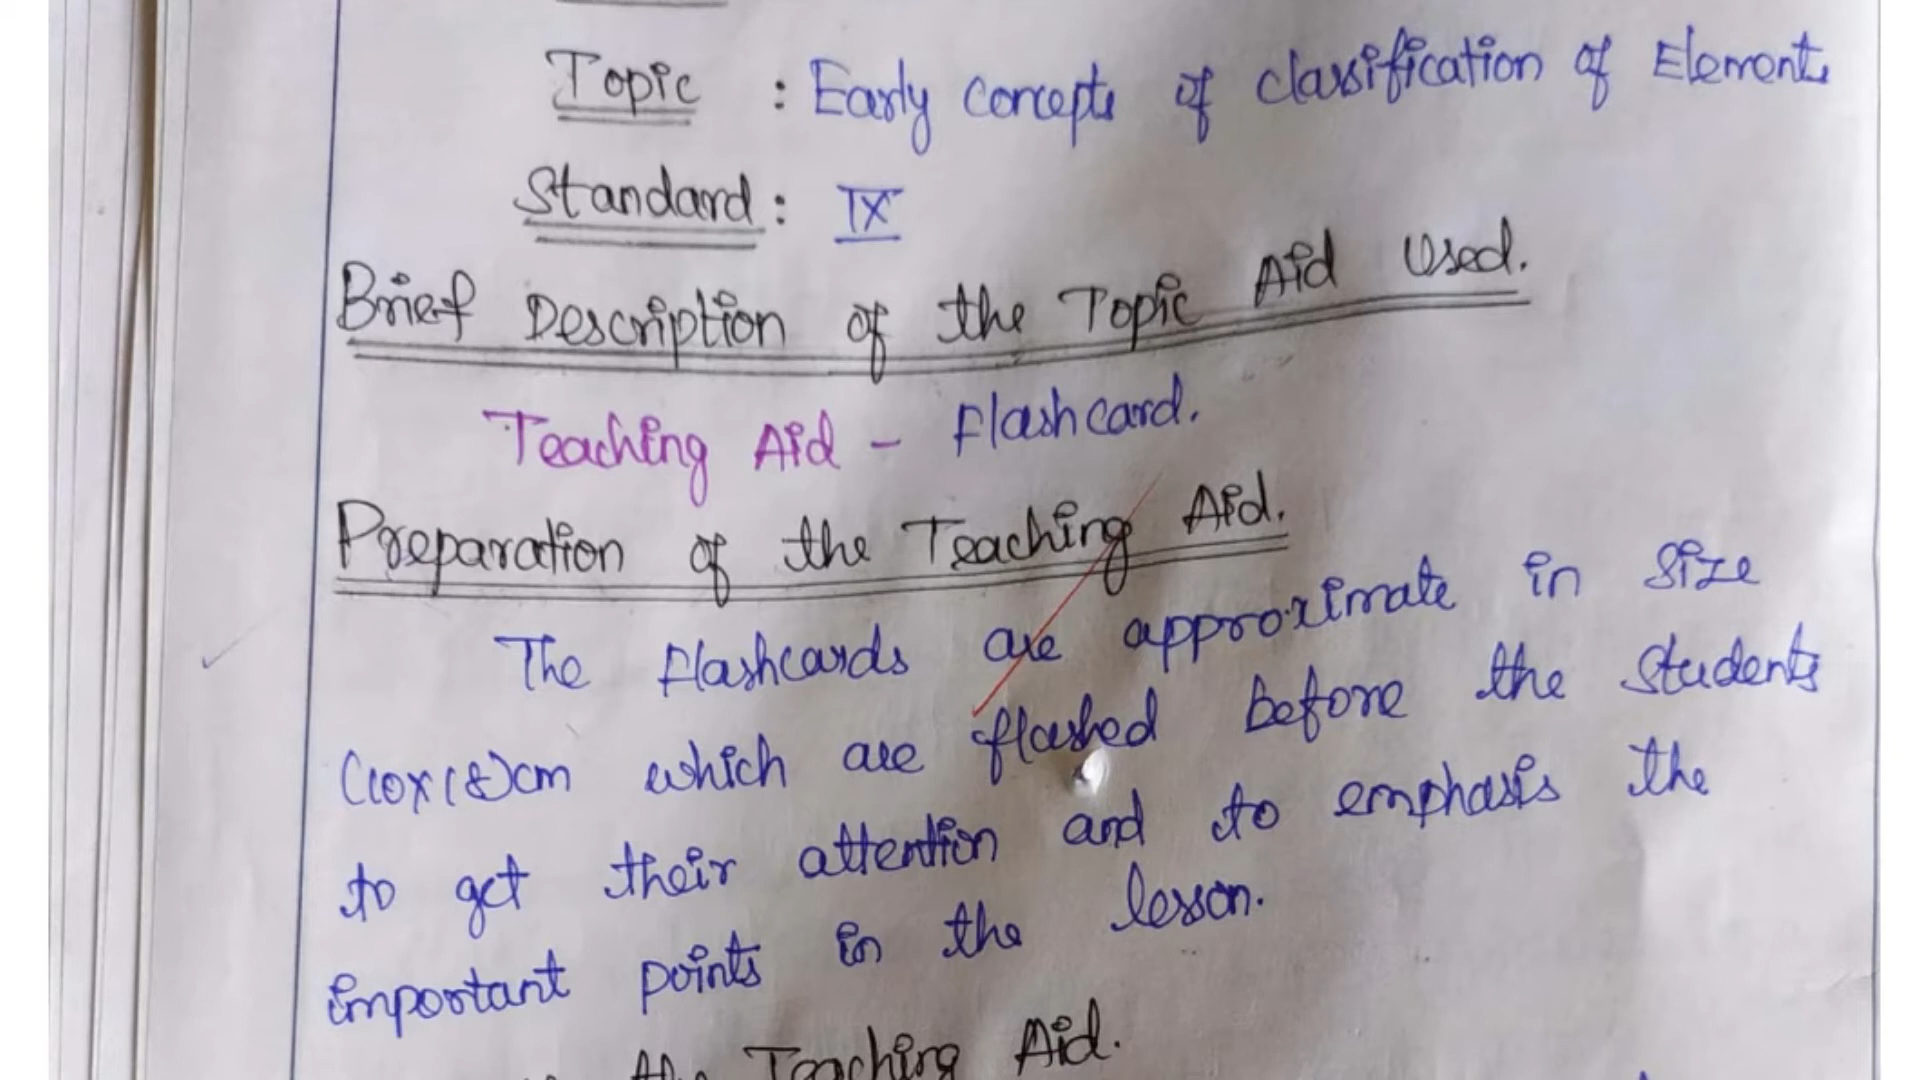 Topic : Early concepts of classification of Elements
Standard : IX
Brief Description of the Topic Aid Used.
Teaching Aid - Flashcard.
Preparation of the Teaching Aid.
The Flashcards are approximate in size
cm which are flashed before the students
to get their attention and to emphasis the
important points in the lesson.
the Teaching Aid.